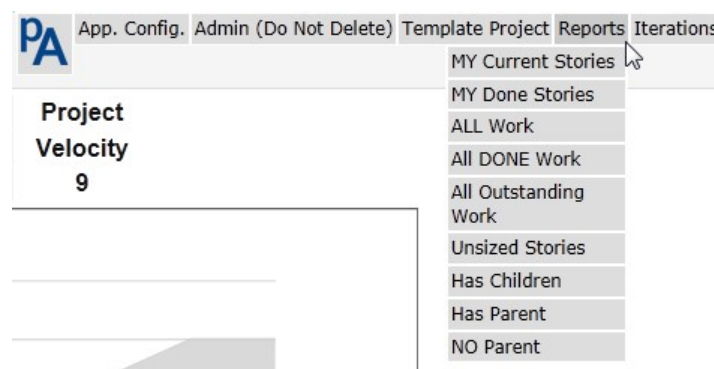 PA App. Config. Admin (Do Not Delete) Template Project Reports Iterations
MY Current Stories
MY Done Stories
ALL Work
All DONE Work
All Outstanding
Work
Unsized Stories
Has Children
Has Parent
NO Parent
Project
Velocity
9